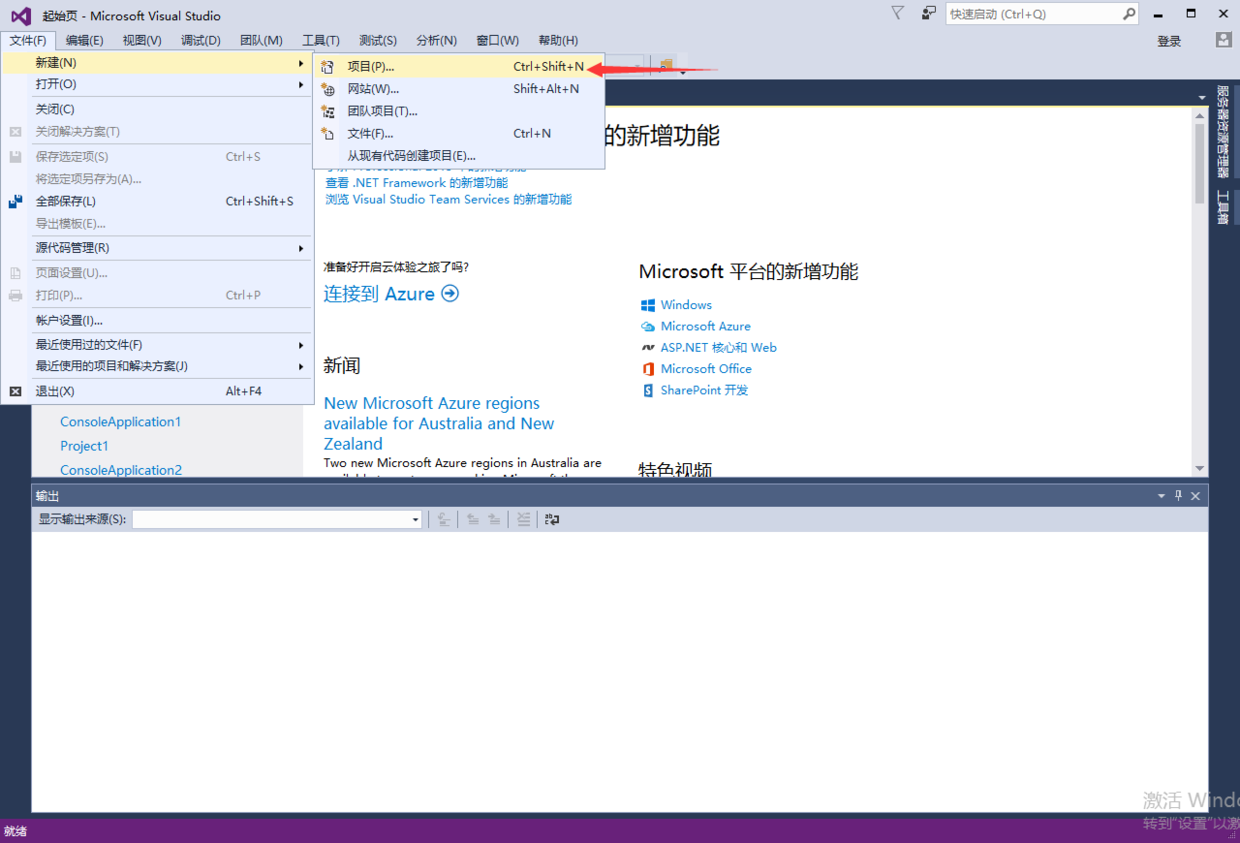 起始页 - Microsoft Visual Studio
快速启动 (Ctrl+Q)
文件(F) 编辑(E) 视图(V) 调试(D) 团队(M) 工具(T) 测试(S) 分析(N) 窗口(W) 帮助(H)
登录
新建(N)
打开(O)
关闭(C)
关闭解决方案(T)
保存选定项(S) Ctrl+S
将选定项另存为(A)...
全部保存(L) Ctrl+Shift+S
导出模板(E)...
源代码管理(R)
页面设置(U)...
打印(P)... Ctrl+P
帐户设置(I)...
最近使用过的文件(F)
最近使用的项目和解决方案(J)
退出(X) Alt+F4
项目(P)... Ctrl+Shift+N
网站(W)... Shift+Alt+N
团队项目(T)...
文件(F)... Ctrl+N
从现有代码创建项目(E)...
的新增功能
查看 .NET Framework 的新增功能
浏览 Visual Studio Team Services 的新增功能
准备好开启云体验之旅了吗?
连接到 Azure
新闻
New Microsoft Azure regions
available for Australia and New
Zealand
Two new Microsoft Azure regions in Australia are
Microsoft 平台的新增功能
Windows
Microsoft Azure
ASP.NET 核心和 Web
Microsoft Office
SharePoint 开发
特色视频
ConsoleApplication1
Project1
ConsoleApplication2
服务器资源管理器
工具箱
输出
显示输出来源(S):
激活 Windo
转到"设置"以激
就绪